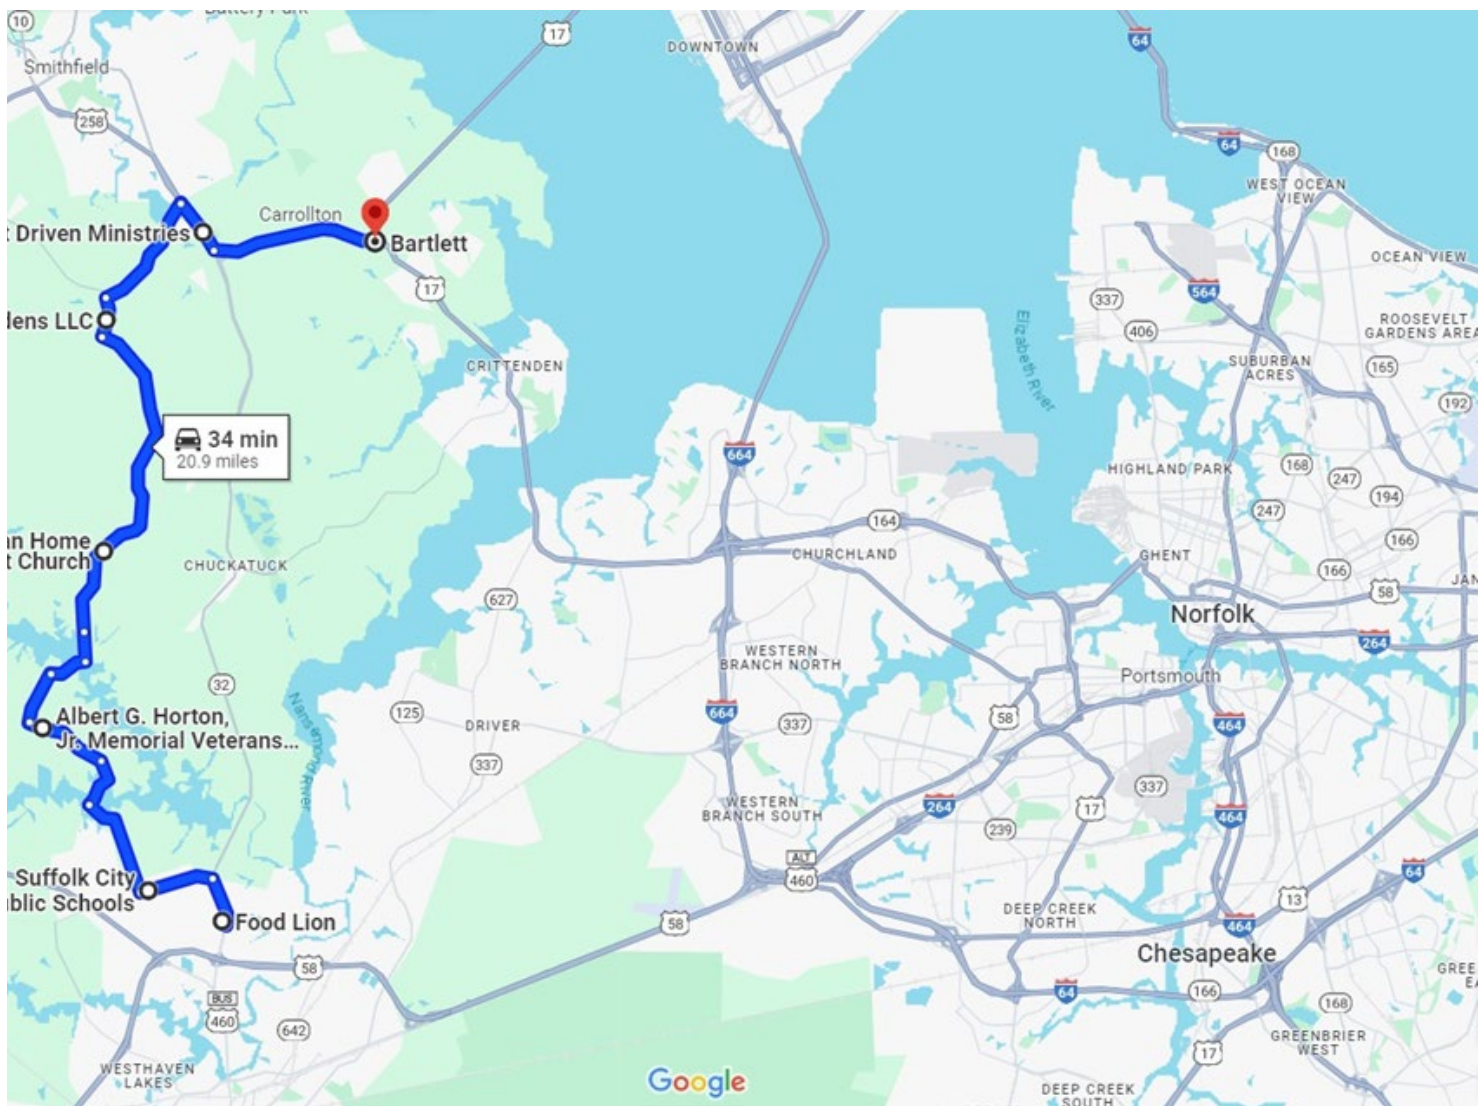 10
17
DOWNTOWN
64
Smithfield
258
64
168
WEST OCEAN
VIEW
Carrollton
Driven Ministries
Bartlett
OCEAN VIEW
17
564
337
Elizabeth River
LLC
406
ROOSEVELT
GARDENS AREA
CRITTENDEN
SUBURBAN
ACRES
165
192
34 min
20.9 miles
664
HIGHLAND PARK
168
247
194
247
164
Home
Church
CHURCHLAND
GHENT
166
CHUCKATUCK
166
58
627
Norfolk
264
WESTERN
BRANCH NORTH
Portsmouth
32
Nansemond River
125
664
58
464
DRIVER
337
Albert G. Horton,
Jr. Memorial Veterans...
337
337
WESTERN
BRANCH SOUTH
264
17
464
239
ALT
460
64
Suffolk City
Schools
Food Lion
58
DEEP CREEK
NORTH
13
464
58
Chesapeake
BUS
460
642
64
166
168
GREENBRIER
WEST
17
WESTHAVEN
LAKES
Google
DEEP CREEK
SOUTH